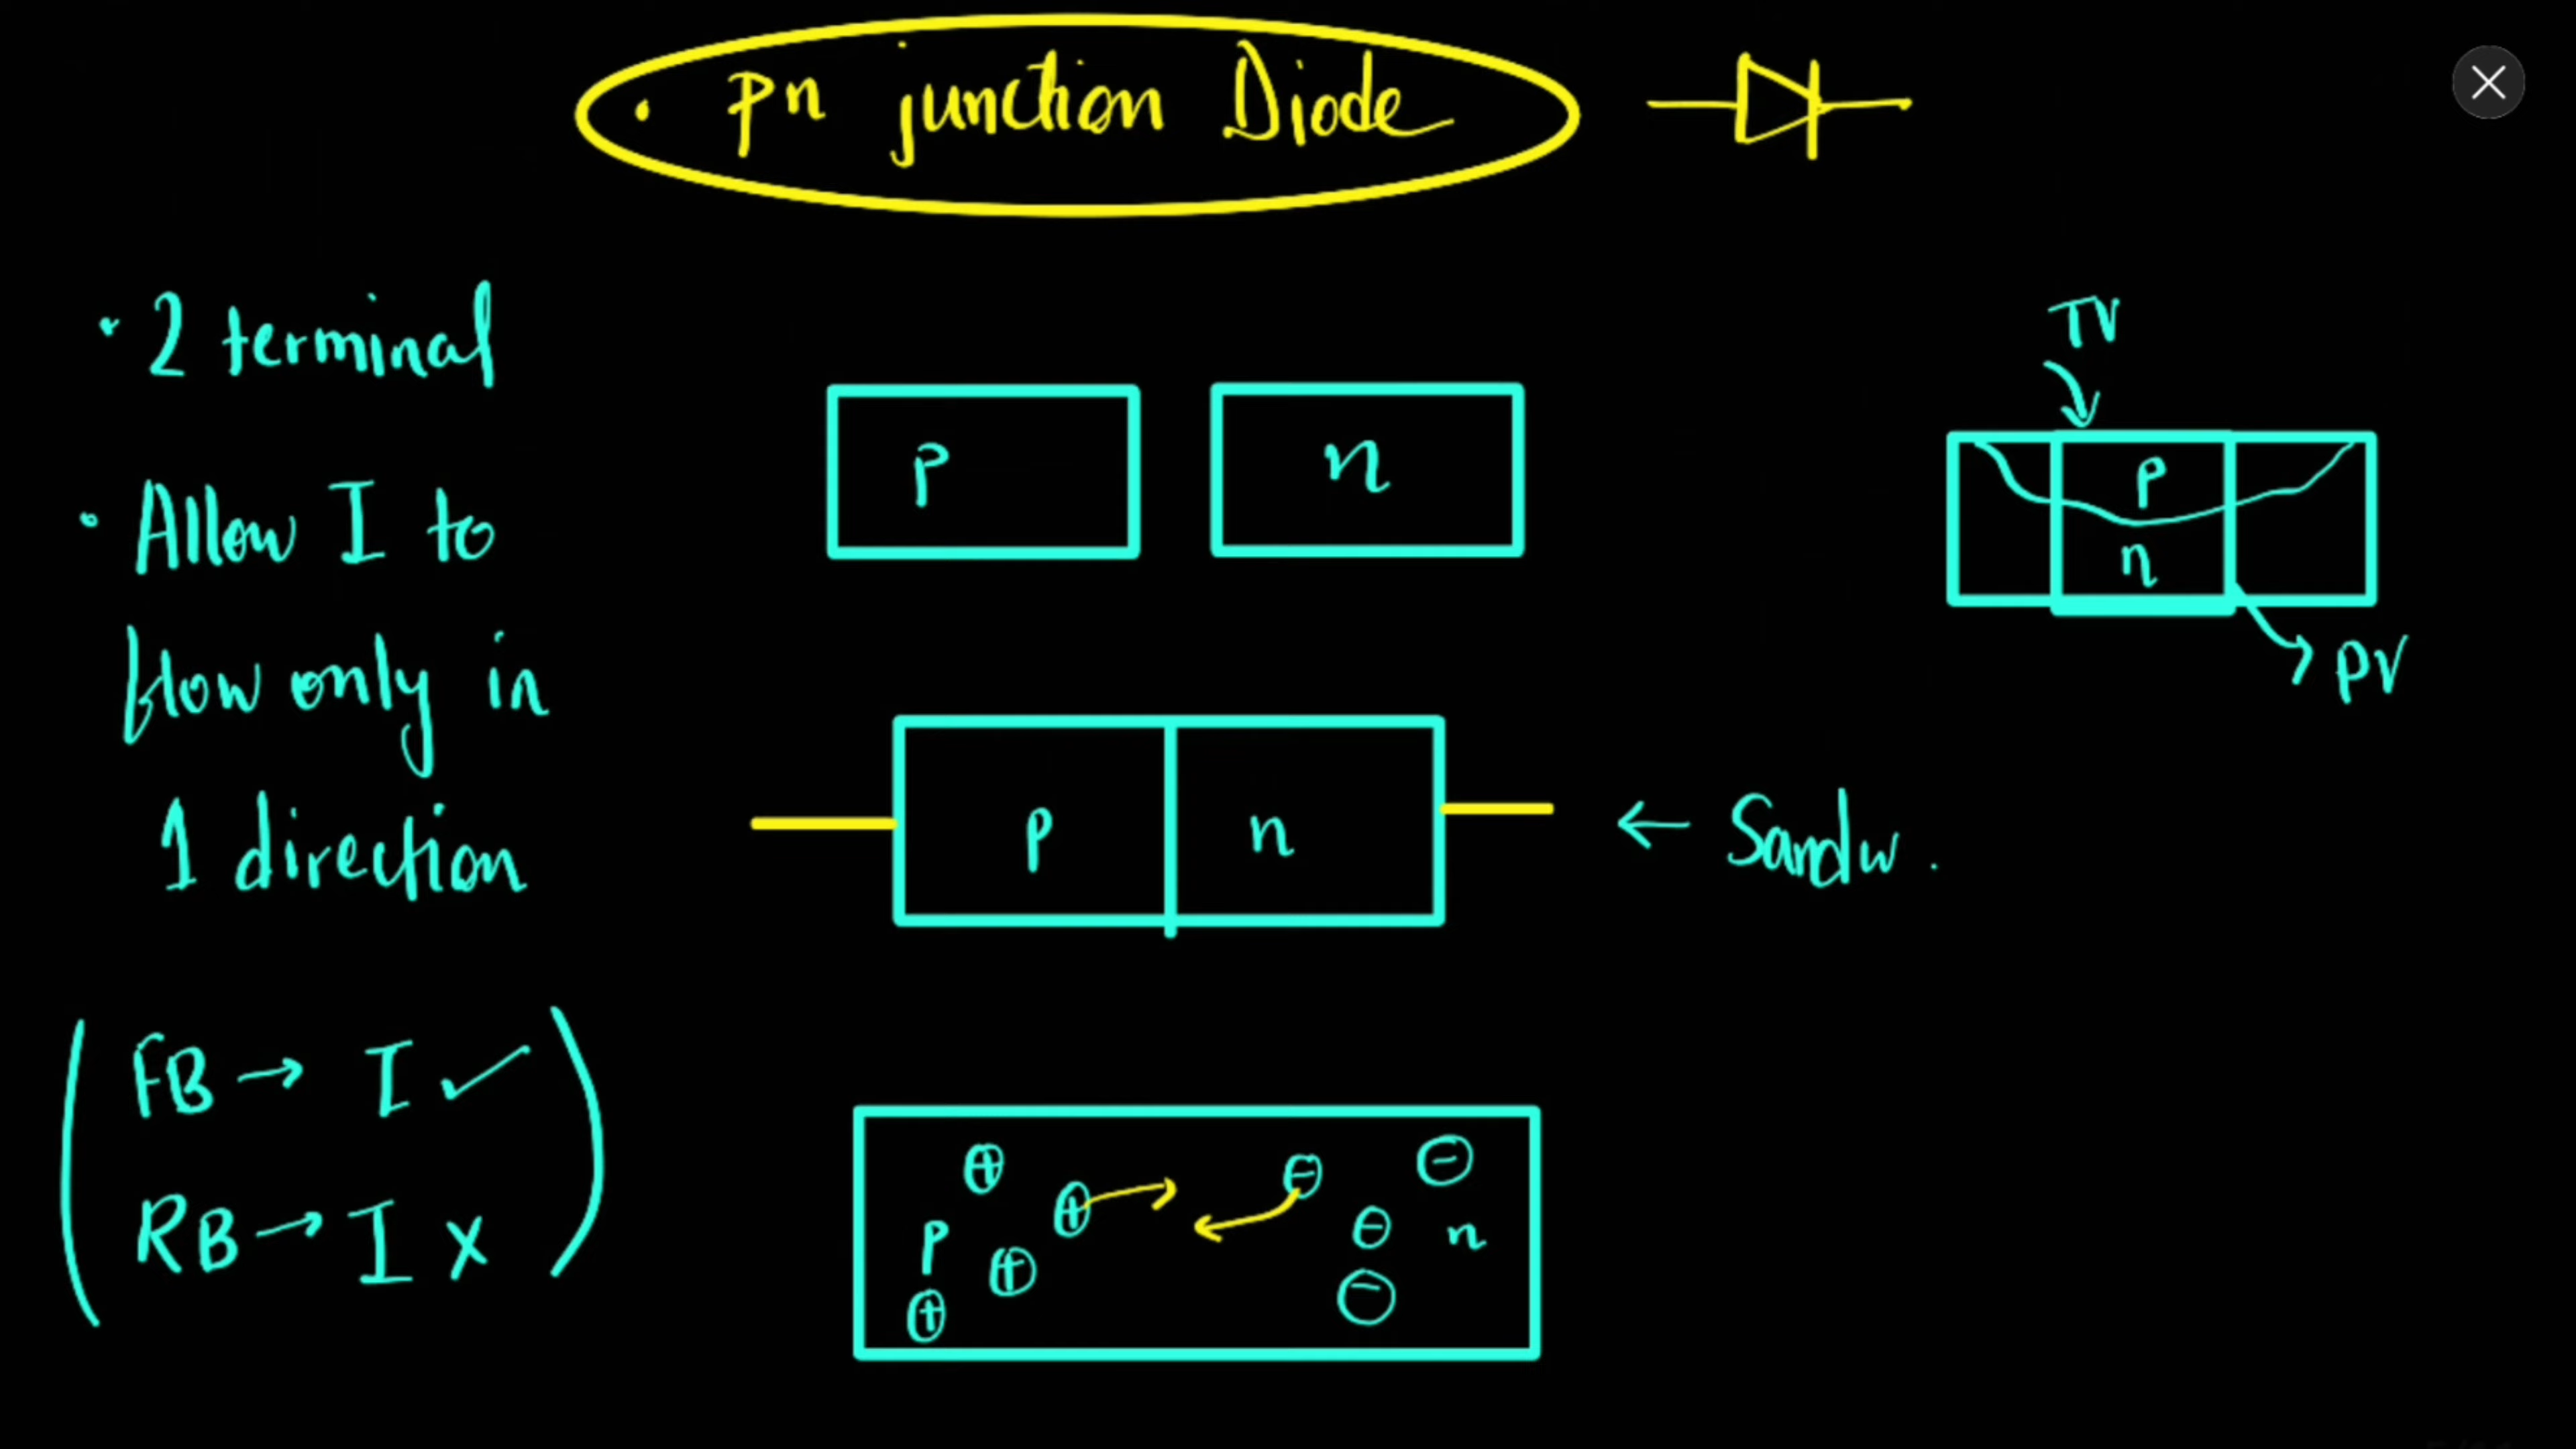 • pn junction Diode
• 2 terminal
• Allow I to
flow only in
1 direction
FB → I ✓
RB → I X
p n
p n
← Sandw.
p n
⊕ ⊕ ⊕ ⊕
⊖ ⊖ ⊖ ⊖
TV
p
n
PV